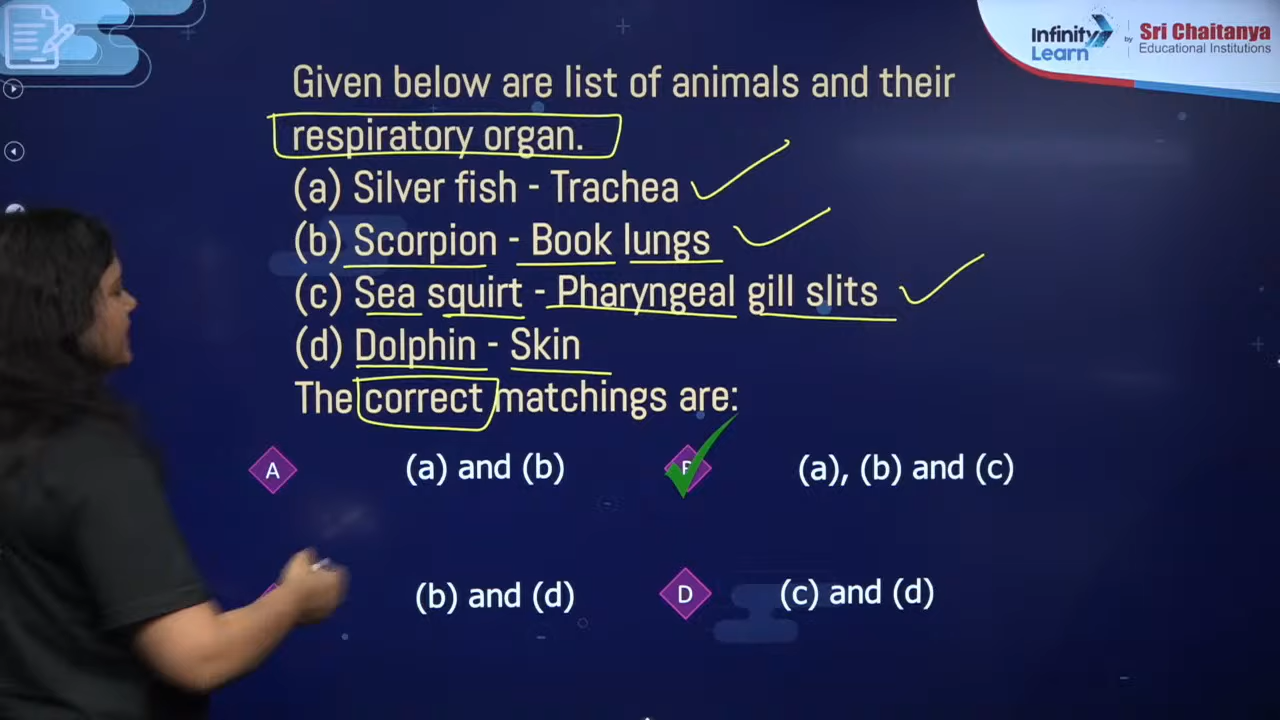 Infinity Learn by Sri Chaitanya Educational Institutions
Given below are list of animals and their
respiratory organ.
(a) Silver fish - Trachea
(b) Scorpion - Book lungs
(c) Sea squirt - Pharyngeal gill slits
(d) Dolphin - Skin
The correct matchings are:
A (a) and (b)
(a), (b) and (c)
(b) and (d)
D (c) and (d)